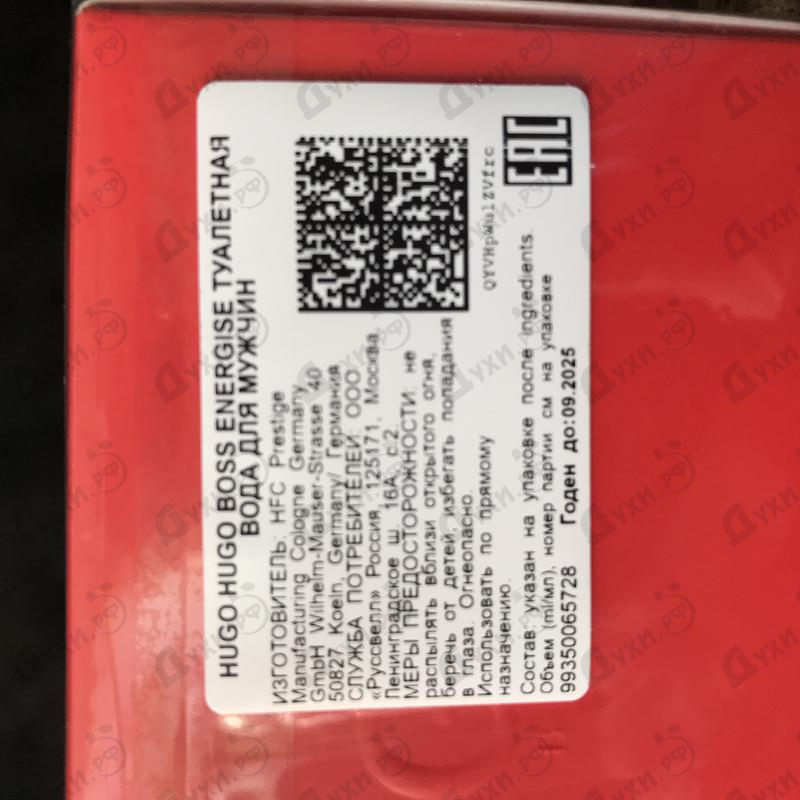 HUGO HUGO BOSS ENERGISE ТУАЛЕТНАЯ
ВОДА ДЛЯ МУЖЧИН
ИЗГОТОВИТЕЛЬ: HFC Prestige
Manufacturing Cologne Germany
GmbH Wilhelm-Mauser-Strasse 40
50827, Koeln, Germany/ Германия
СЛУЖБА ПОТРЕБИТЕЛЕЙ: ООО
«Руссвелл» Россия, 125171, Москва,
Ленинградское ш. 16А, с.2.
МЕРЫ ПРЕДОСТОРОЖНОСТИ: не
распылять вблизи открытого огня,
беречь от детей, избегать попадания
в глаза. Огнеопасно.
Использовать по прямому
назначению.
Состав: указан на упаковке после Ingredients.
Объем (ml/мл), номер партии см на упаковке
99350065728 Годен до:09.2025
EAC
Духи.РФ